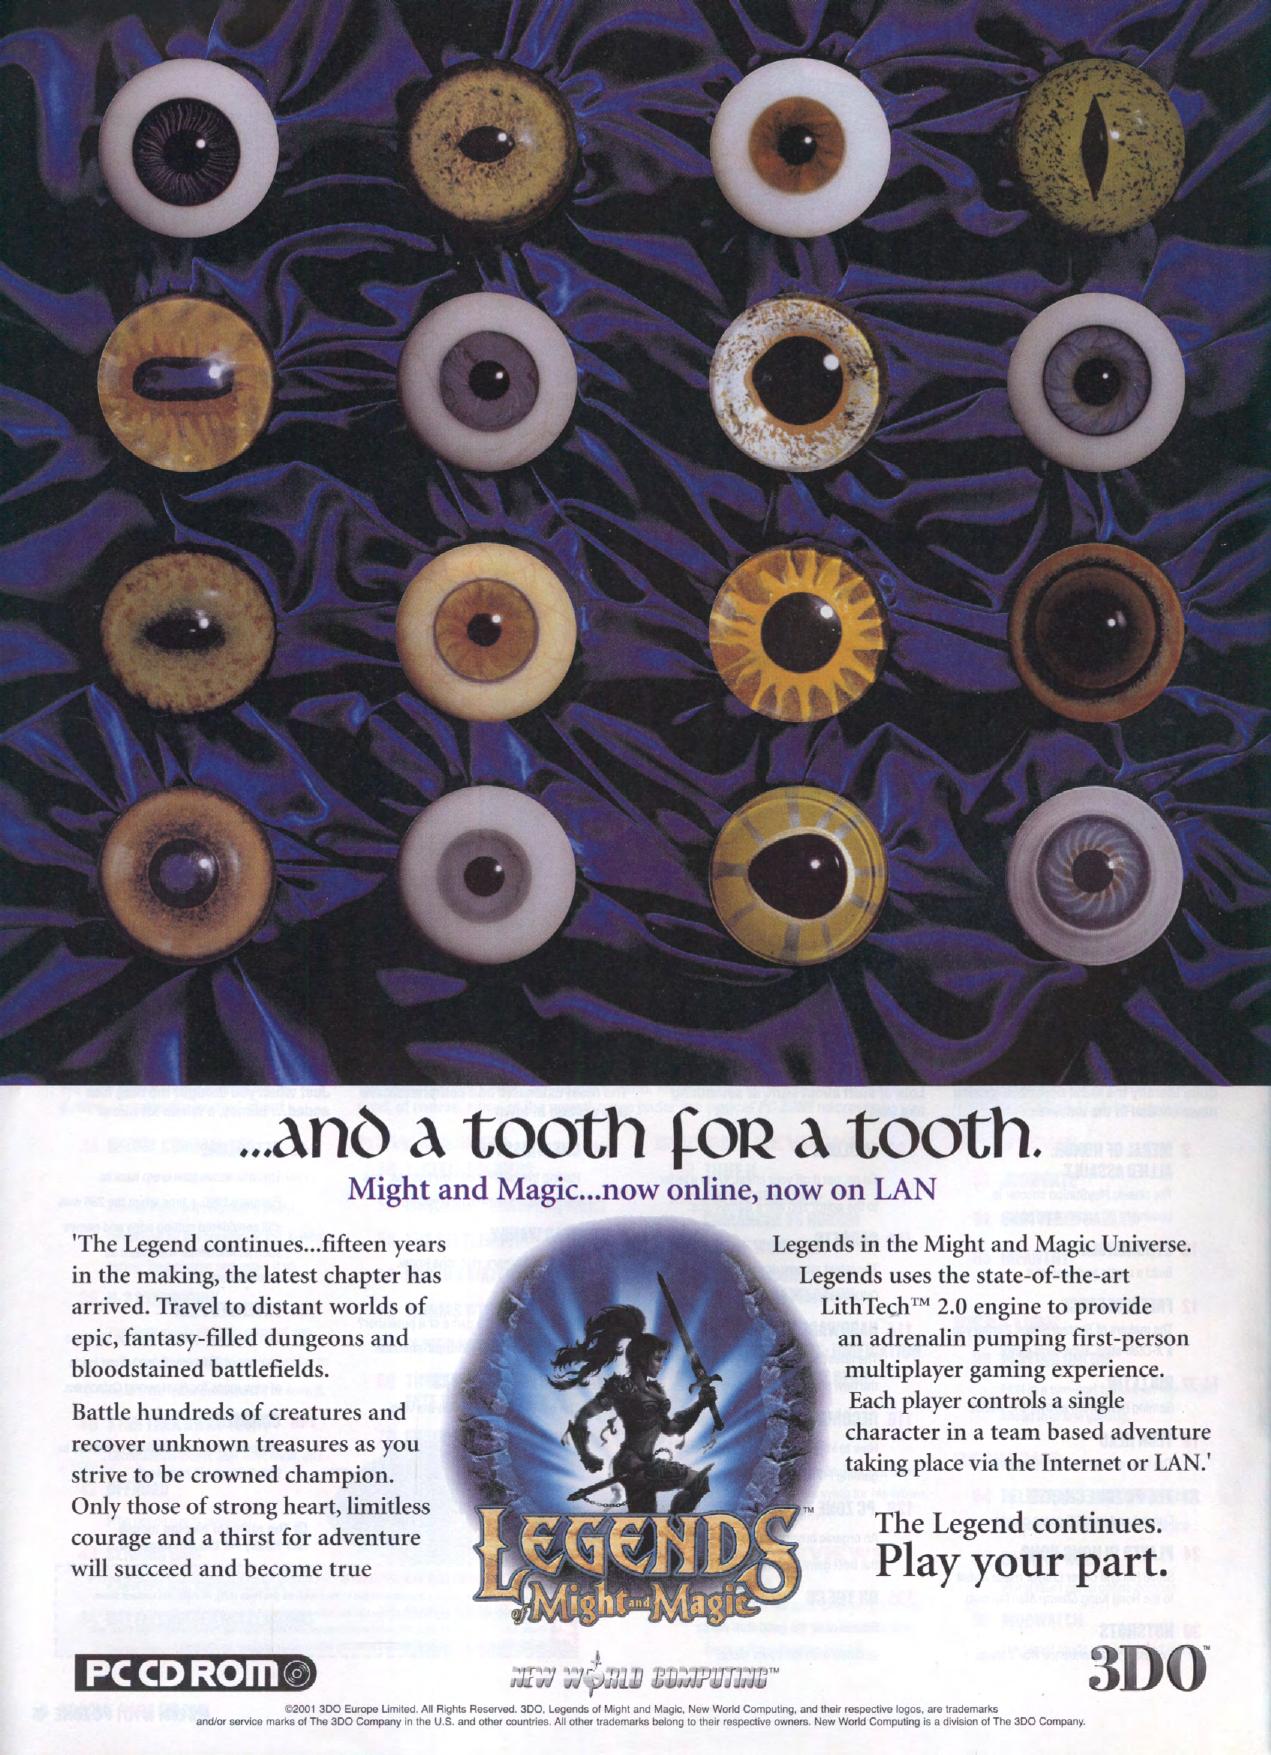 ...and a tooth for a tooth.
Might and Magic...now online, now on LAN
'The Legend continues...fifteen years
in the making, the latest chapter has
arrived. Travel to distant worlds of
epic, fantasy-filled dungeons and
bloodstained battlefields.
Battle hundreds of creatures and
recover unknown treasures as you
strive to be crowned champion.
Only those of strong heart, limitless
courage and a thirst for adventure
will succeed and become true
Legends in the Might and Magic Universe.
Legends uses the state-of-the-art
LithTech™ 2.0 engine to provide
an adrenalin pumping first-person
multiplayer gaming experience.
Each player controls a single
character in a team based adventure
taking place via the Internet or LAN.'
LEGENDS™
of Might and Magic
The Legend continues.
Play your part.
PC CD ROM
NEW WORLD COMPUTING™
3DO™
©2001 3DO Europe Limited. All Rights Reserved. 3DO, Legends of Might and Magic, New World Computing, and their respective logos, are trademarks
and/or service marks of The 3DO Company in the U.S. and other countries. All other trademarks belong to their respective owners. New World Computing is a division of The 3DO Company.